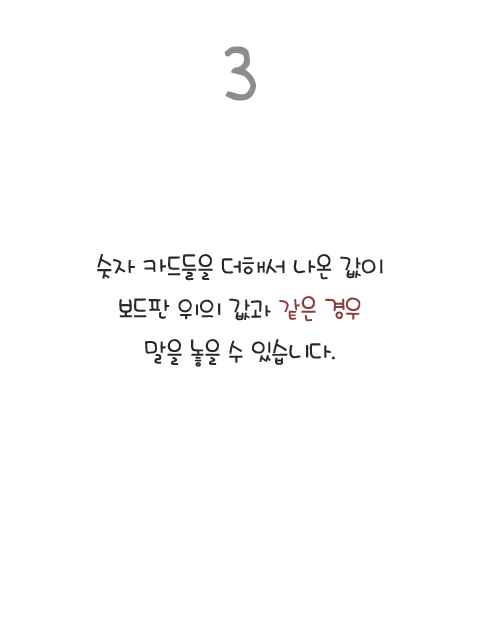 3
숫자 카드들을 더해서 나온 값이
보드판 위의 값과 같은 경우
말을 놓을 수 있습니다.